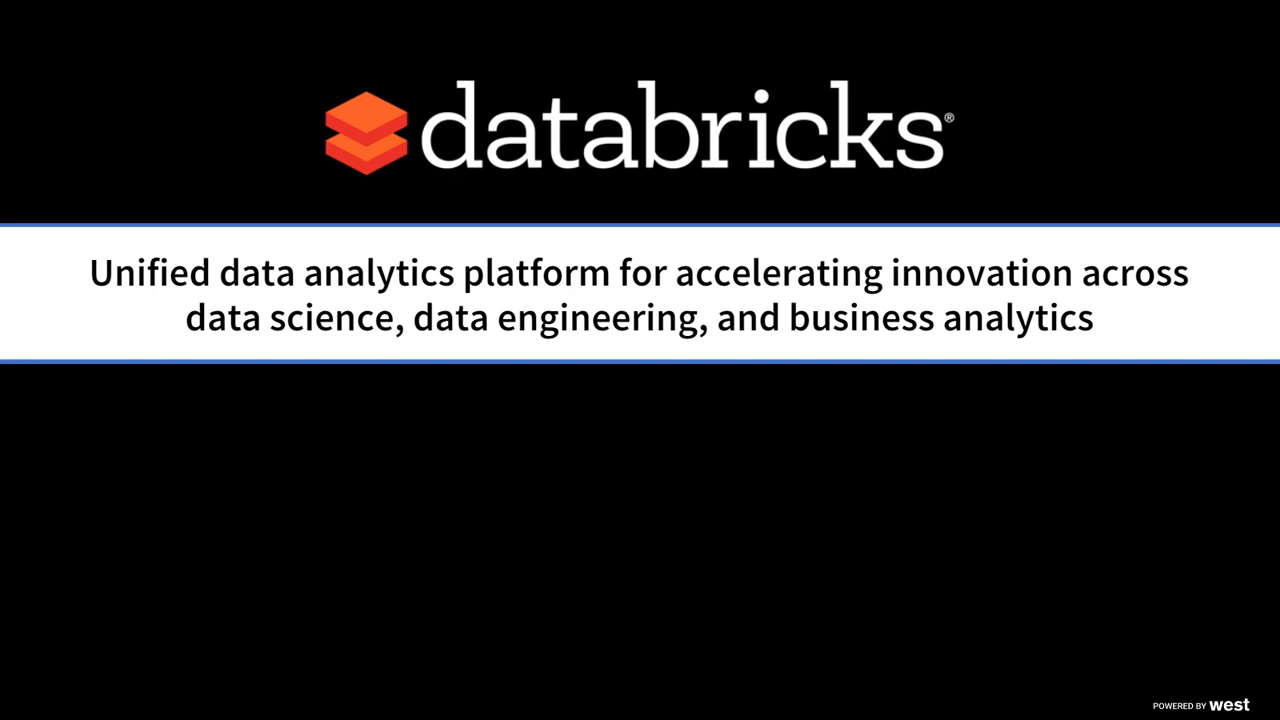 databricks®
Unified data analytics platform for accelerating innovation across
data science, data engineering, and business analytics
POWERED BY west